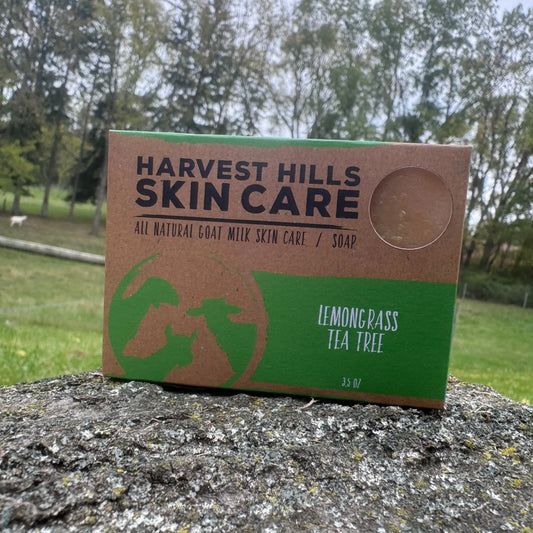 HARVEST HILLS
SKIN CARE
ALL NATURAL GOAT MILK SKIN CARE / SOAP
LEMONGRASS
TEA TREE
3.5 OZ